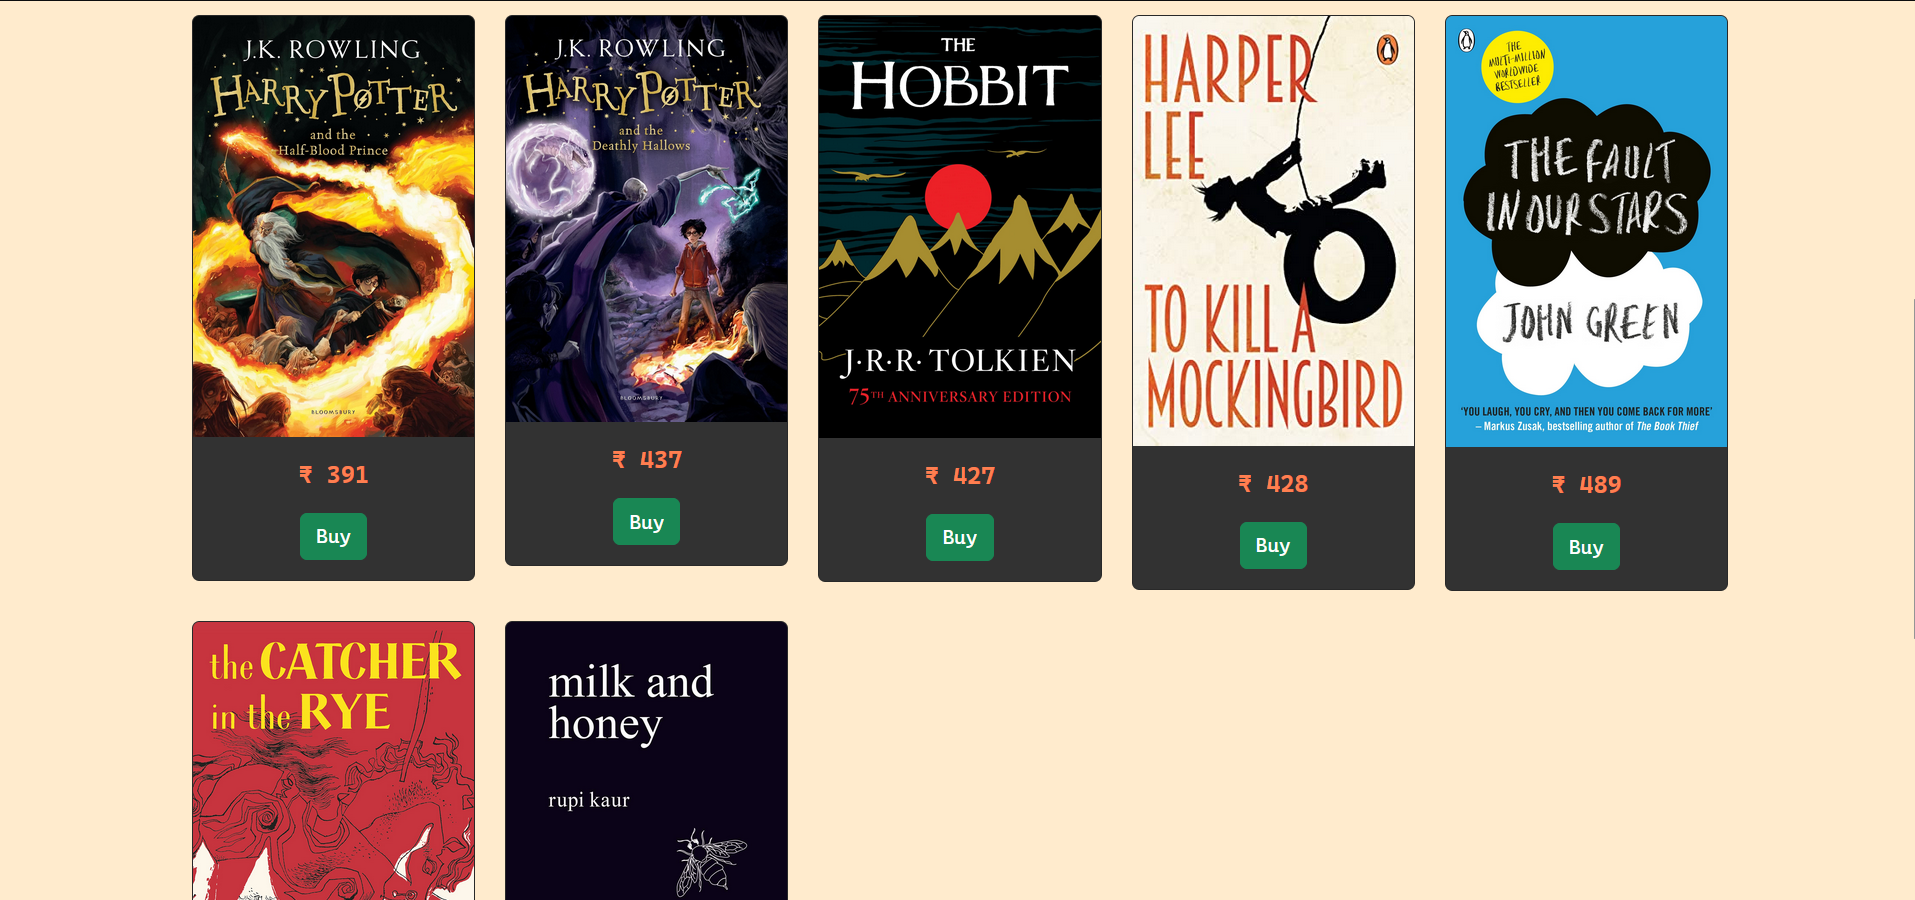 J.K. ROWLING
HARRY POTTER
and the
Half-Blood Prince
BLOOMSBURY
₹ 391
Buy
J.K. ROWLING
HARRY POTTER
and the
Deathly Hallows
BLOOMSBURY
₹ 437
Buy
THE
HOBBIT
J·R·R· TOLKIEN
75TH ANNIVERSARY EDITION
₹ 427
Buy
HARPER
LEE
TO KILL A
MOCKINGBIRD
₹ 428
Buy
THE
MULTI-MILLION
WORLDWIDE
BESTSELLER
THE FAULT
IN OUR STARS
JOHN GREEN
'YOU LAUGH, YOU CRY, AND THEN YOU COME BACK FOR MORE'
– Markus Zusak, bestselling author of The Book Thief
₹ 489
Buy
the CATCHER
in the RYE
milk and
honey
rupi kaur